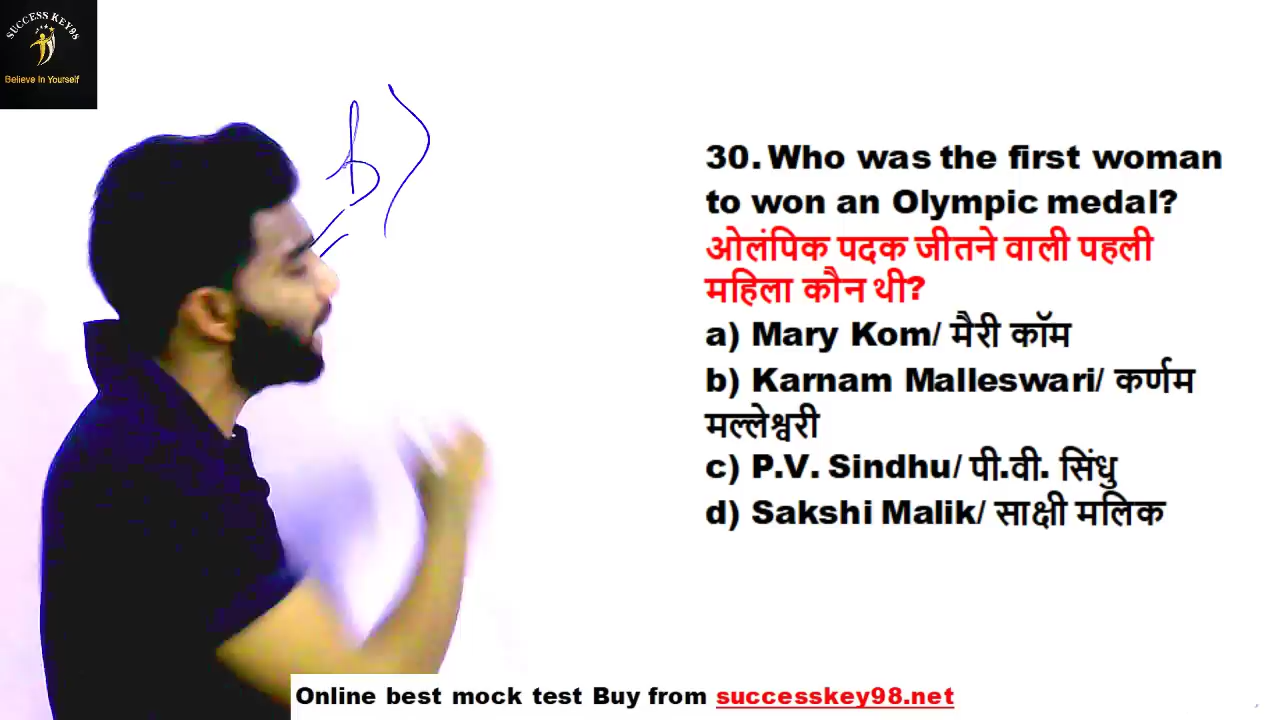 SUCCESS KEY98
Believe In Yourself
b)
30. Who was the first woman
to won an Olympic medal?
ओलंपिक पदक जीतने वाली पहली
महिला कौन थी?
a) Mary Kom/ मैरी कॉम
b) Karnam Malleswari/ कर्णम
मल्लेश्वरी
c) P.V. Sindhu/ पी.वी. सिंधु
d) Sakshi Malik/ साक्षी मलिक
Online best mock test Buy from successkey98.net